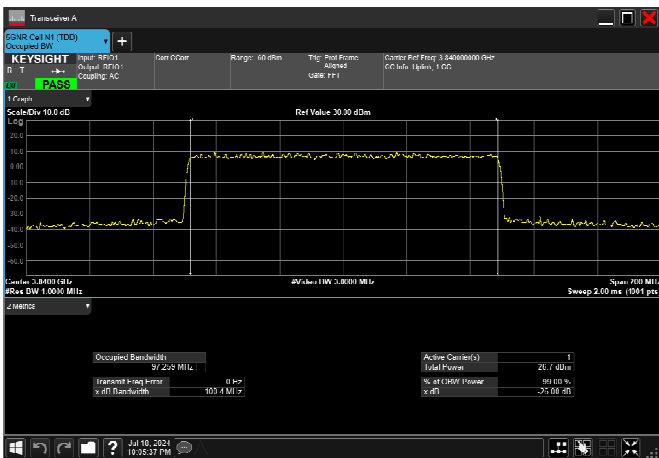 Transceiver A
5GNR Cell N1 (TDD)
Occupied BW
+
KEYSIGHT
R T
PASS
Input: RFIO1
Output: RFIO1
Coupling: AC
Corr CCorr
Range: -60 dBm
Trig: Prot Frame
Aligned
Gate: FFT
Carrier Ref Freq: 3.840000000 GHz
CC Info: Uplink, 1 CC
1 Graph
Scale/Div 10.0 dB
Ref Value 30.00 dBm
Log
20.0
10.0
0.00
-10.0
-20.0
-30.0
-40.0
-50.0
-60.0
Center 3.8400 GHz
#Video BW 3.0000 MHz
Span 200 MHz
#Res BW 1.0000 MHz
Sweep 2.00 ms (1001 pts)
2 Metrics
Occupied Bandwidth
97.259 MHz
Transmit Freq Error 0 Hz
x dB Bandwidth 100.4 MHz
Active Carrier(s) 1
Total Power 26.7 dBm
% of OBW Power 99.00 %
x dB -26.00 dB
Jul 18, 2024
10:05:37 PM